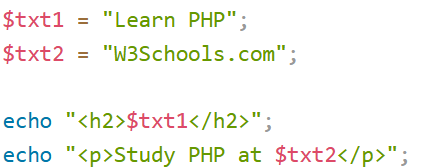 $txt1 = "Learn PHP";
$txt2 = "W3Schools.com";
echo "<h2>$txt1</h2>";
echo "<p>Study PHP at $txt2</p>";